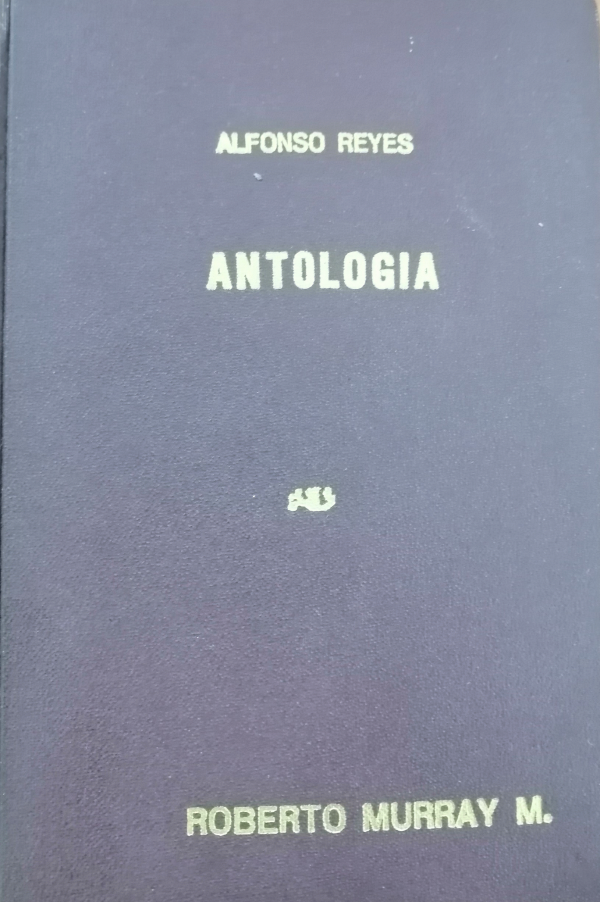 ALFONSO REYES
ANTOLOGIA
ROBERTO MURRAY M.